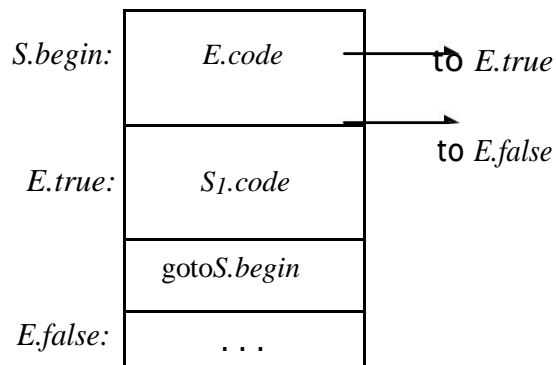 S.begin: E.code to E.true
to E.false
E.true: S1.code
gotoS.begin
E.false: . . .